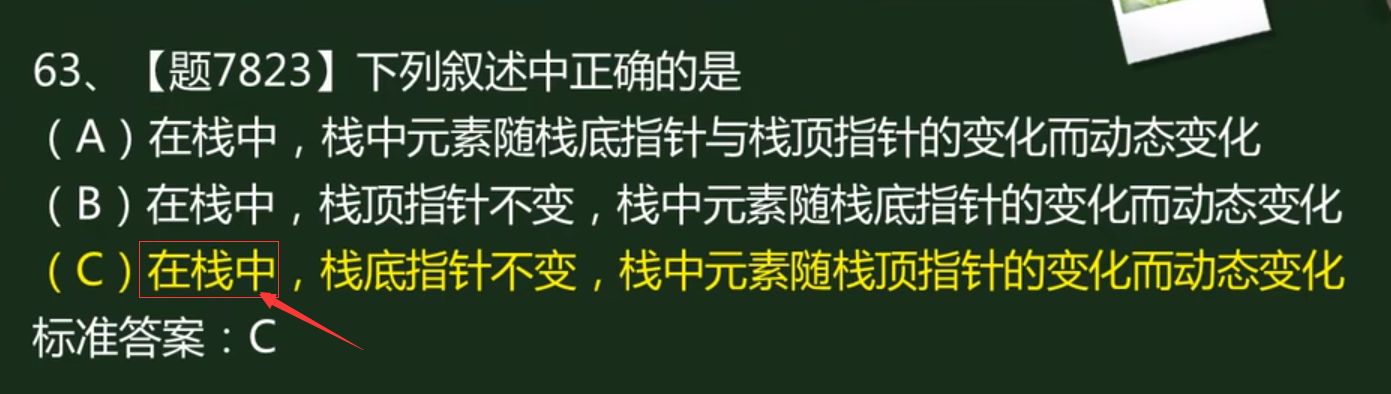 63、【题7823】下列叙述中正确的是
（A）在栈中，栈中元素随栈底指针与栈顶指针的变化而动态变化
（B）在栈中，栈顶指针不变，栈中元素随栈底指针的变化而动态变化
（C）在栈中，栈底指针不变，栈中元素随栈顶指针的变化而动态变化
标准答案：C